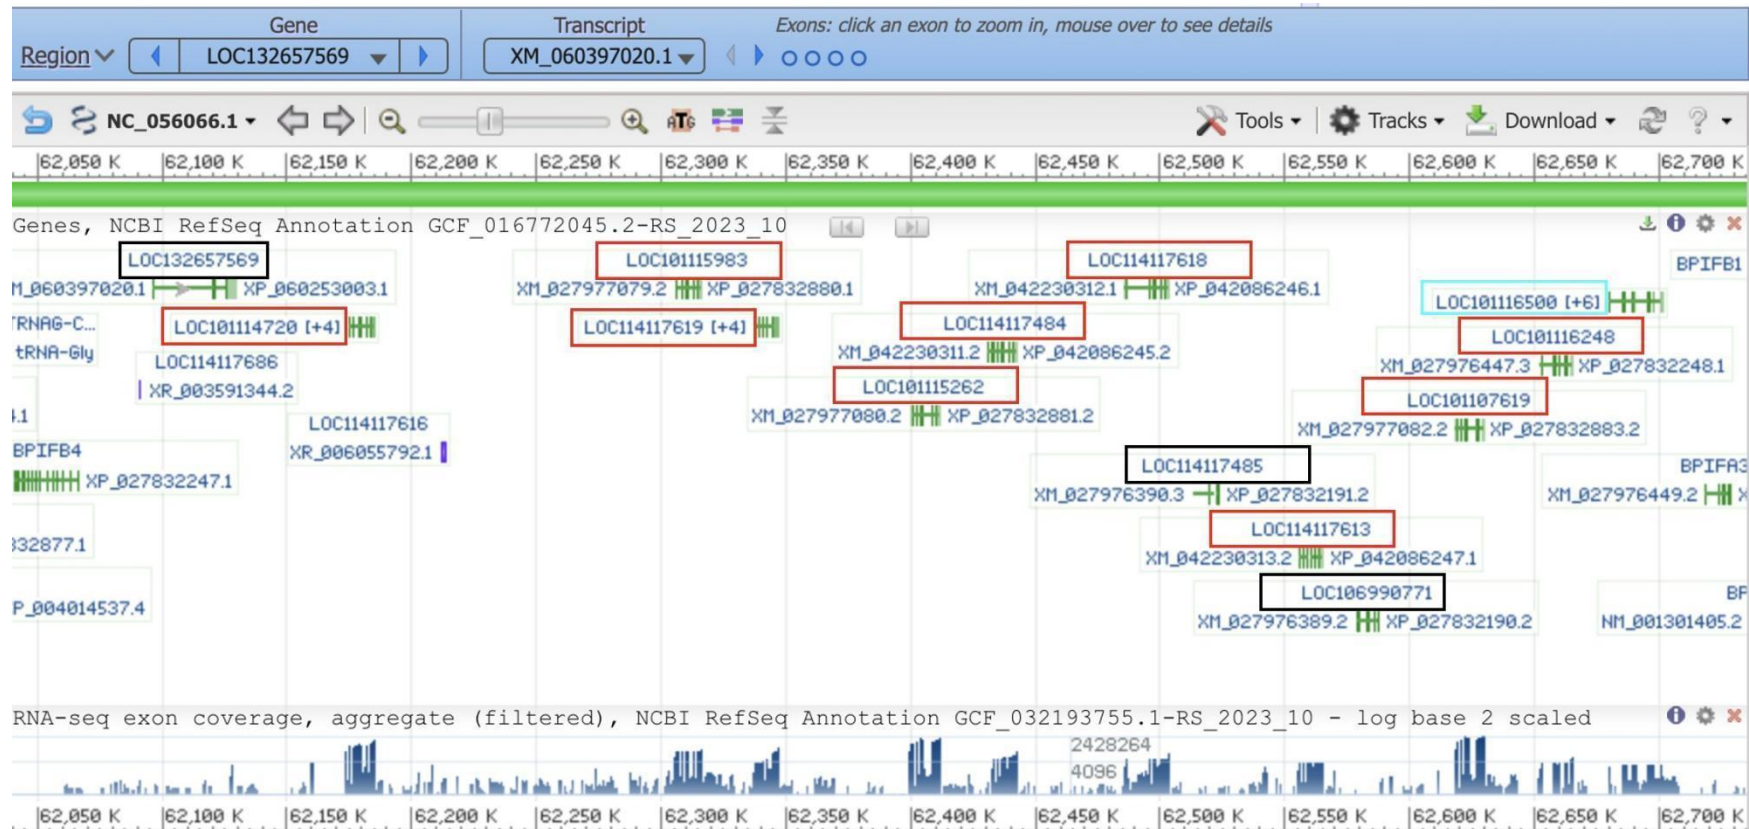 Gene Transcript Exons: click an exon to zoom in, mouse over to see details
Region LOC132657569 XM_060397020.1
NC_056066.1 ATG Tools Tracks Download ?
62,050 K 62,100 K 62,150 K 62,200 K 62,250 K 62,300 K 62,350 K 62,400 K 62,450 K 62,500 K 62,550 K 62,600 K 62,650 K 62,700 K
Genes, NCBI RefSeq Annotation GCF_016772045.2-RS_2023_10
LOC132657569 LOC101115983 LOC114117618 BPIFB1
M_060397020.1 XP_060253003.1 XM_027977079.2 XP_027832880.1 XM_042230312.1 XP_042086246.1 LOC101116500 [+6]
TRNAG-C... LOC101114720 [+4] LOC114117619 [+4] LOC114117484 LOC101116248
tRNA-Gly LOC114117686 XM_042230311.2 XP_042086245.2 XM_027976447.3 XP_027832248.1
XR_003591344.2 LOC101115262 LOC101107619
.1 LOC114117616 XM_027977080.2 XP_027832881.2 XM_027977082.2 XP_027832883.2
BPIFB4 XR_006055792.1 LOC114117485 BPIFA3
XP_027832247.1 XM_027976390.3 XP_027832191.2 XM_027976449.2 X
LOC114117613
332877.1 XM_042230313.2 XP_042086247.1
LOC106990771 BF
P_004014537.4 XM_027976389.2 XP_027832190.2 NM_001301405.2
RNA-seq exon coverage, aggregate (filtered), NCBI RefSeq Annotation GCF_032193755.1-RS_2023_10 - log base 2 scaled
2428264
4096
62,050 K 62,100 K 62,150 K 62,200 K 62,250 K 62,300 K 62,350 K 62,400 K 62,450 K 62,500 K 62,550 K 62,600 K 62,650 K 62,700 K